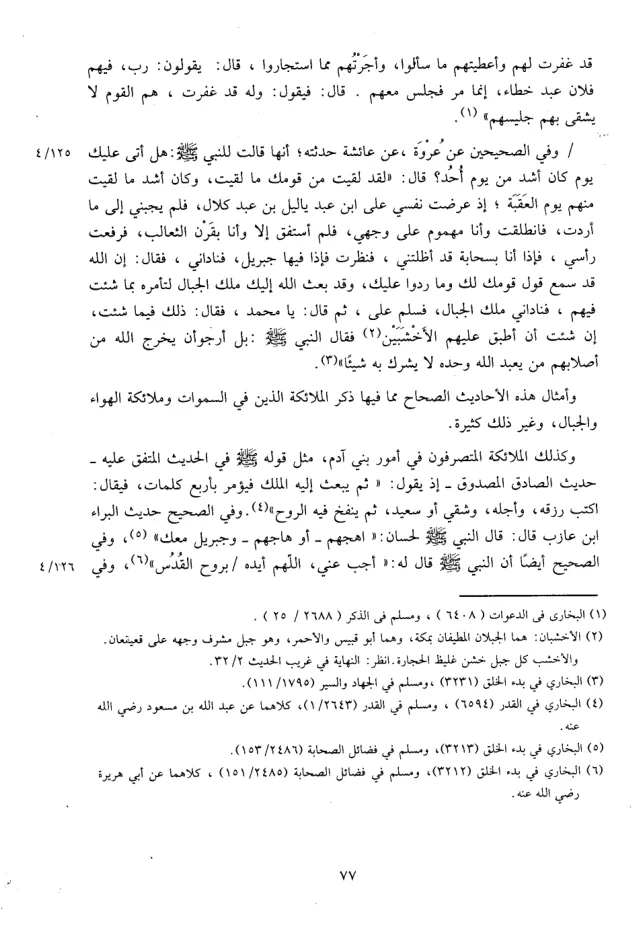 قد غفرت لهم وأعطيتهم ما سألوا، وأجَرْتُهم مما استجاروا ، قال: يقولون: رب، فيهم
فلان عبد خطاء، إنما مر فجلس معهم . قال: فيقول: وله قد غفرت ، هم القوم لا
يشقى بهم جليسهم» (١).
/ وفي الصحيحين عن عُرْوَة ،عن عائشة حدثته؛ أنها قالت للنبي ﷺ:هل أتى عليك ٤/١٢٥
يوم كان أشد من يوم أُحُد؟ قال: «لقد لقيت من قومك ما لقيت، وكان أشد ما لقيت
منهم يوم العَقَبَة ؛ إذ عرضت نفسي على ابن عبد ياليل بن عبد كلال، فلم يجبني إلى ما
أردت، فانطلقت وأنا مهموم على وجهي، فلم أستفق إلا وأنا بقَرْن الثعالب، فرفعت
رأسي ، فإذا أنا بسحابة قد أظلتني ، فنظرت فإذا فيها جبريل، فناداني ، فقال: إن الله
قد سمع قول قومك لك وما ردوا عليك، وقد بعث الله إليك ملك الجبال لتأمره بما شئت
فيهم ، فناداني ملك الجبال، فسلم على ، ثم قال: يا محمد ، فقال: ذلك فيما شئت،
إن شئت أن أطبق عليهم الأخْشَبَيْن(٢) فقال النبي ﷺ :بل أرجوأن يخرج الله من
أصلابهم من يعبد الله وحده لا يشرك به شيئًا»(٣).
وأمثال هذه الأحاديث الصحاح مما فيها ذكر الملائكة الذين في السموات وملائكة الهواء
والجبال، وغير ذلك كثيرة.
وكذلك الملائكة المتصرفون في أمور بني آدم، مثل قوله ﷺ في الحديث المتفق عليه ـ
حديث الصادق المصدوق ـ إذ يقول: « ثم يبعث إليه الملك فيؤمر بأربع كلمات، فيقال:
اكتب رزقه، وأجله، وشقي أو سعيد، ثم ينفخ فيه الروح»(٤).وفي الصحيح حديث البراء
ابن عازب قال: قال النبي ﷺ لحسان:« اهجهم ـ أو هاجهم ـ وجبريل معك» (٥)، وفي
الصحيح أيضًا أن النبي ﷺ قال له:« أجب عني، اللّهم أيده /بروح القُدُس»(٦)، وفي ٤/١٢٦
(١) البخارى فى الدعوات (٦٤٠٨) ، ومسلم فى الذكر (٢٦٨٨ / ٢٥) .
(٢) الأخشبان: هما الجبلان المطيفان بمكة، وهما أبو قبيس والأحمر، وهو جبل مشرف وجهه على قعيقعان.
والأخشب كل جبل خشن غليظ الحجارة.انظر: النهاية في غريب الحديث ٣٢/٢.
(٣) البخاري في بدء الخلق (٣٢٣١) ،ومسلم في الجهاد والسير (١١١/١٧٩٥).
(٤) البخاري في القدر (٦٥٩٤) ، ومسلم في القدر (١/٢٦٤٣)، كلاهما عن عبد الله بن مسعود رضي الله
عنه.
(٥) البخاري في بدء الخلق (٣٢١٣)، ومسلم في فضائل الصحابة (١٥٣/٢٤٨٦).
(٦) البخاري في بدء الخلق (٣٢١٢)، ومسلم في فضائل الصحابة (١٥١/٢٤٨٥) ، كلاهما عن أبي هريرة
رضي الله عنه.
٧٧